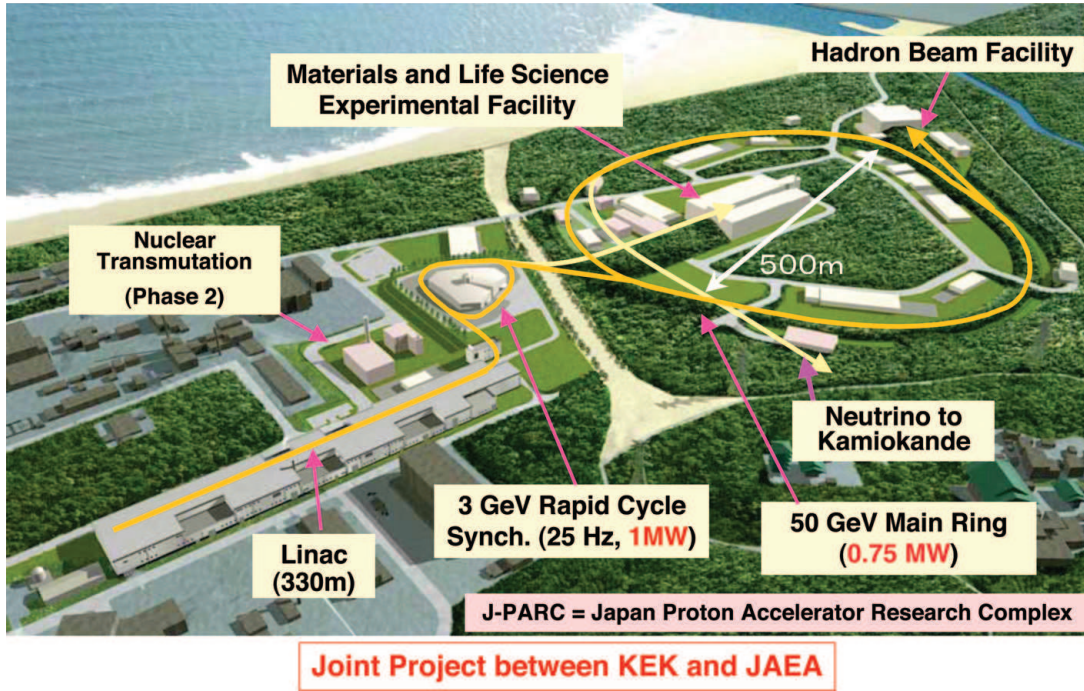 Hadron Beam Facility
Materials and Life Science
Experimental Facility
Nuclear
Transmutation
(Phase 2)
500m
Neutrino to
Kamiokande
3 GeV Rapid Cycle
Synch. (25 Hz, 1MW)
50 GeV Main Ring
(0.75 MW)
Linac
(330m)
J-PARC = Japan Proton Accelerator Research Complex
Joint Project between KEK and JAEA